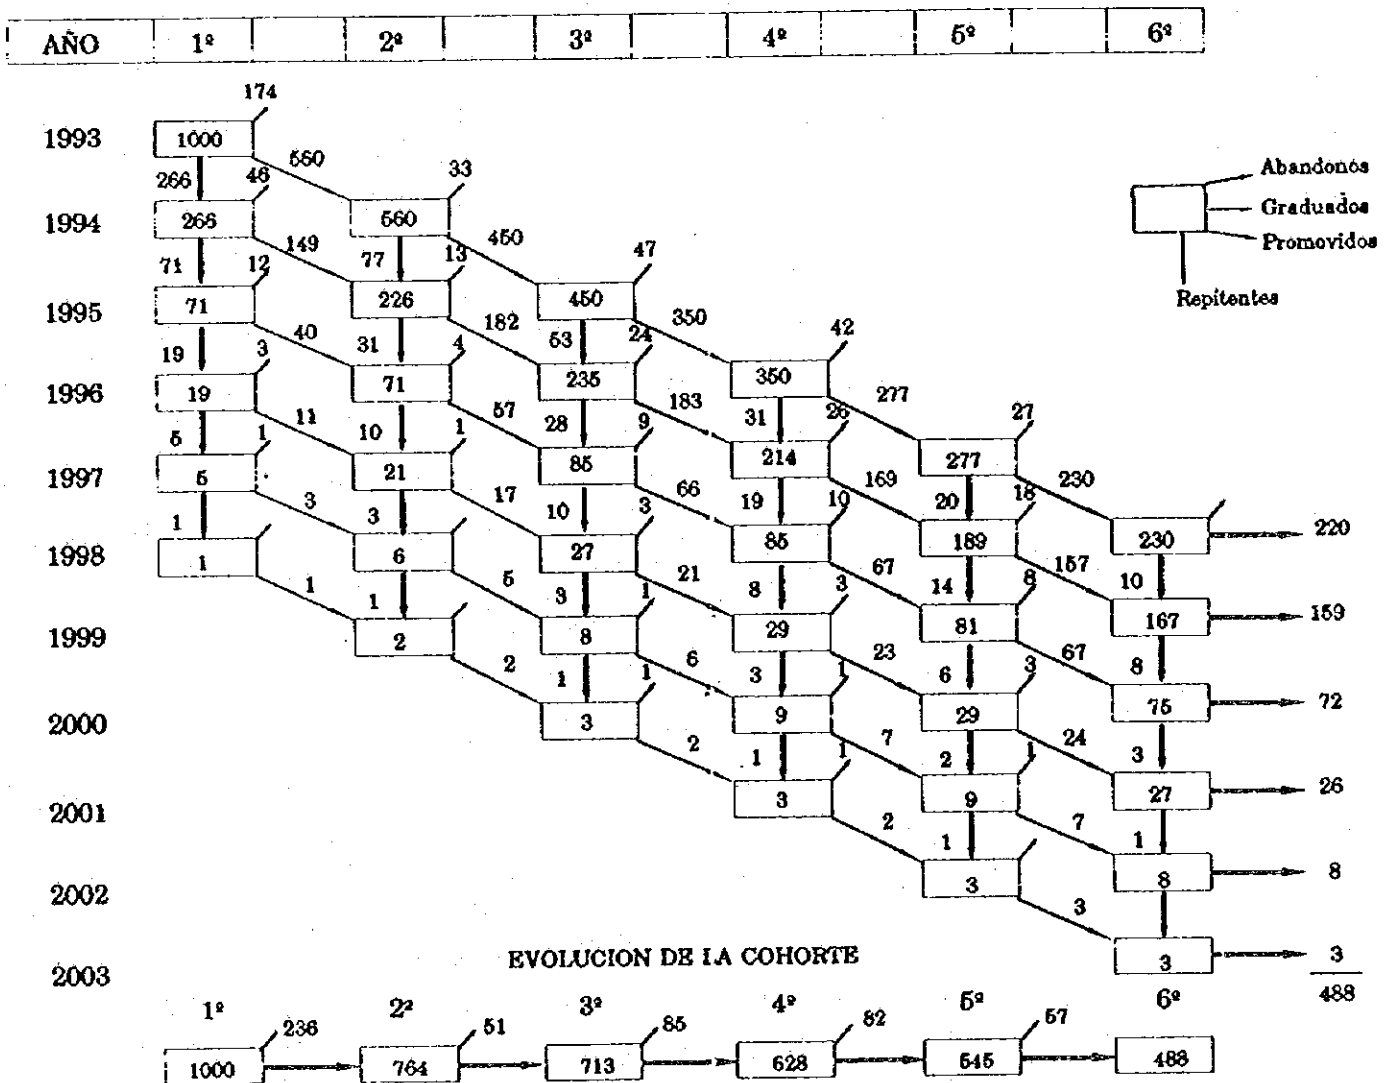 AÑO 1º 2º 3º 4º 5º 6º
174
1993 1000
560 33
266 46
Abandonos
1994 266 560
Graduados
149 450 47
Promovidos
71 12 77 13
Repitentes
1995 71 226 450
40 182 350 42
19 3 31 4 53 24
1996 19 71 235 350
11 57 183 277 27
5 1 10 1 28 9 31 26
1997 5 21 85 214 277
3 17 66 169 230
1 3 10 3 19 10 20 18
1998 1 6 27 85 189 230 220
1 5 21 67 157
1 3 1 8 3 14 8 10
1999 2 8 29 81 167 159
2 6 23 67
1 1 3 1 6 3 8
2000 3 9 29 75 72
2 7 24
1 1 2 1 3
2001 3 9 27 26
2 7
1 1
2002 3 8 8
3
EVOLUCION DE LA COHORTE
2003 3 3
1º 2º 3º 4º 5º 6º 488
236 51 85 82 57
1000 764 713 628 545 488